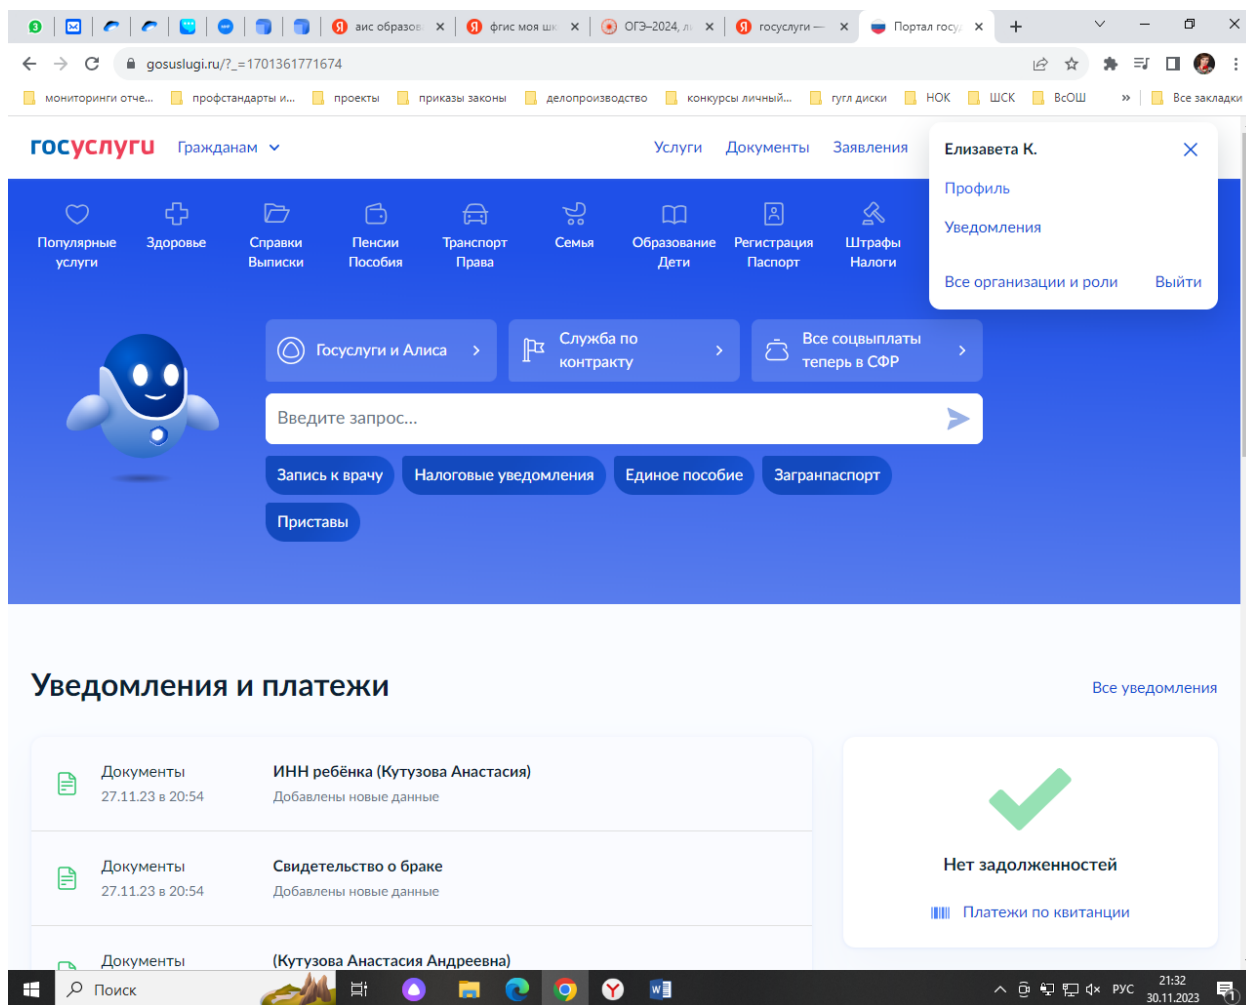 аис образов
фгис моя шк
ОГЭ–2024, л
госуслуги —
Портал госу
gosuslugi.ru/?_=1701361771674
мониторинги отче...
профстандарты и...
проекты
приказы законы
делопроизводство
конкурсы личный...
гугл диски
НОК
ШСК
ВсОШ
»
Все закладки
госуслуги
Гражданам
Услуги
Документы
Заявления
Елизавета К.
Профиль
Уведомления
Все организации и роли
Выйти
Популярные
услуги
Здоровье
Справки
Выписки
Пенсии
Пособия
Транспорт
Права
Семья
Образование
Дети
Регистрация
Паспорт
Штрафы
Налоги
Госуслуги и Алиса
Служба по
контракту
Все соцвыплаты
теперь в СФР
Введите запрос...
Запись к врачу
Налоговые уведомления
Единое пособие
Загранпаспорт
Приставы
Уведомления и платежи
Все уведомления
Документы
27.11.23 в 20:54
ИНН ребёнка (Кутузова Анастасия)
Добавлены новые данные
Документы
27.11.23 в 20:54
Свидетельство о браке
Добавлены новые данные
Документы
(Кутузова Анастасия Андреевна)
Нет задолженностей
Платежи по квитанции
Поиск
РУС
21:32
30.11.2023